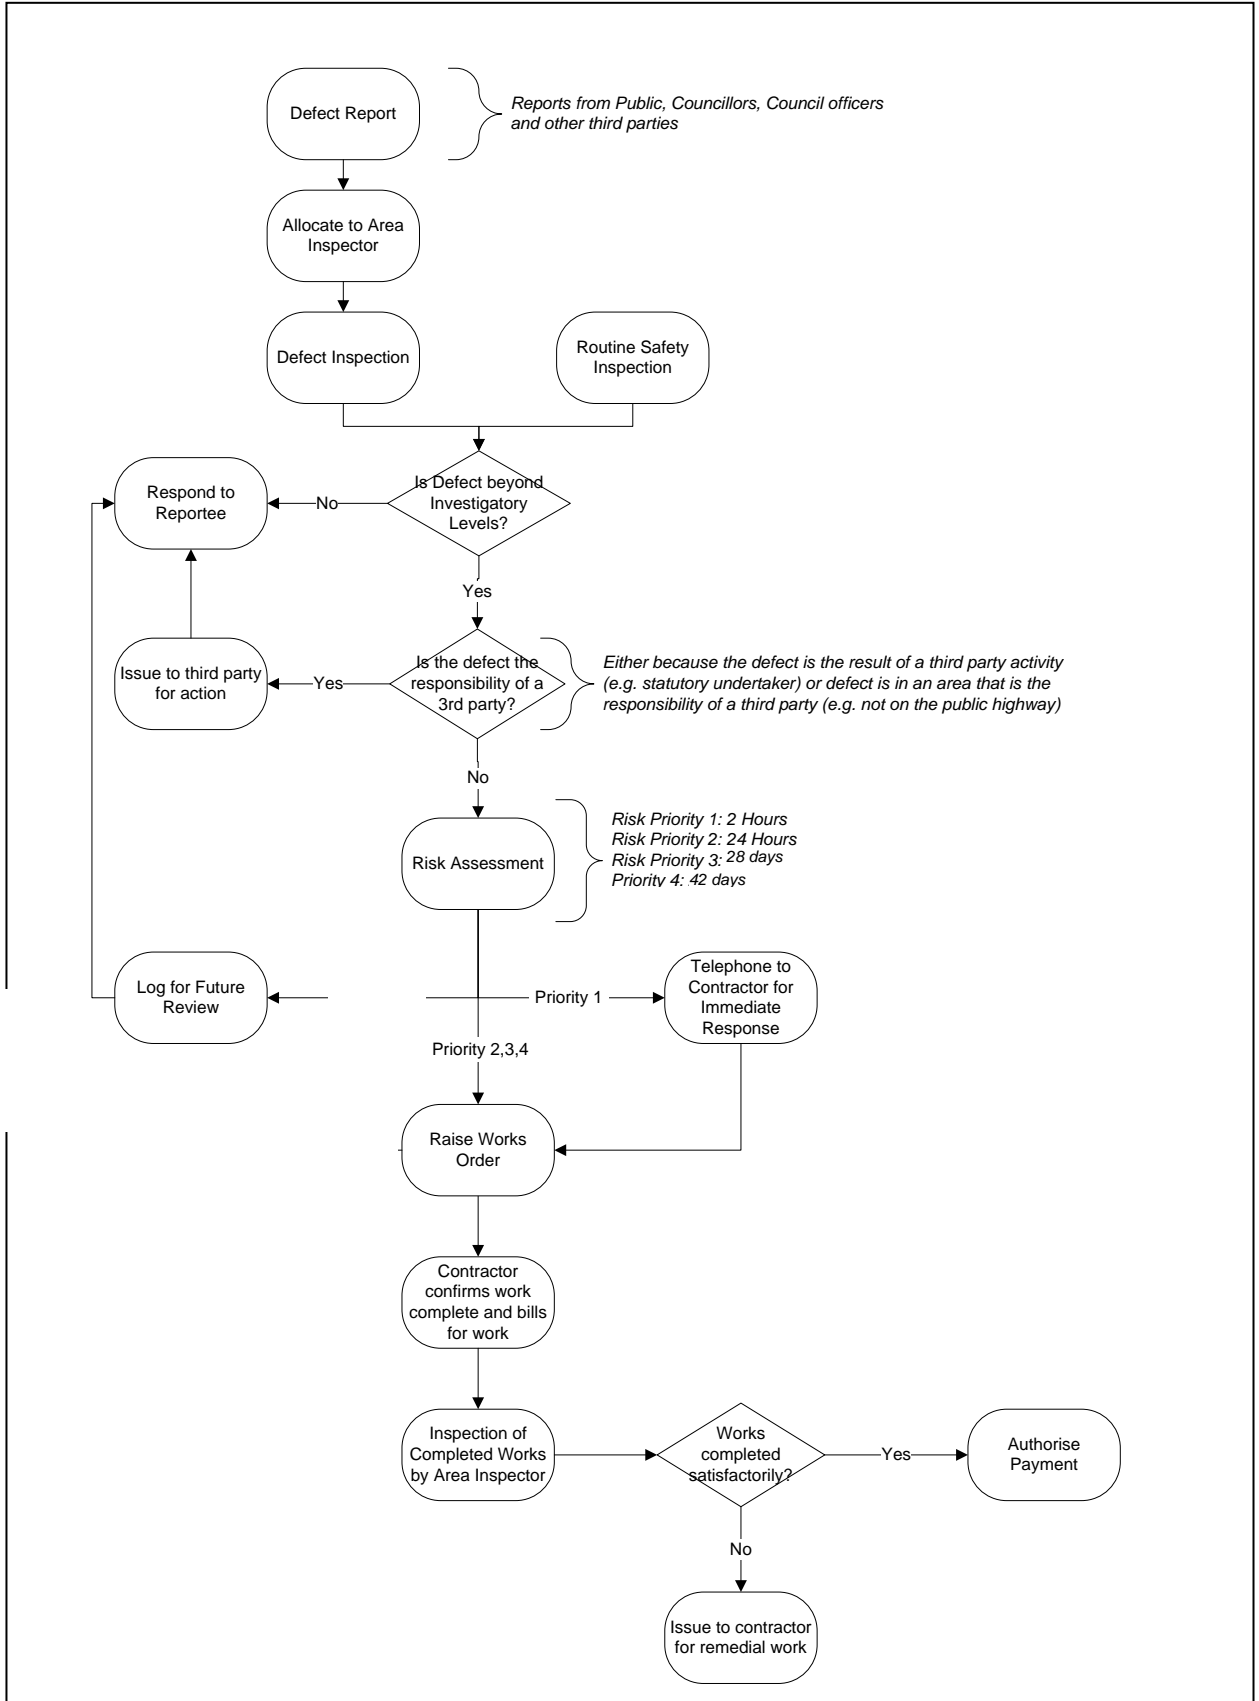 Defect Report
Reports from Public, Councillors, Council officers
and other third parties
Allocate to Area
Inspector
Defect Inspection
Routine Safety
Inspection
Is Defect beyond
Investigatory
Levels?
No
Respond to
Reportee
Yes
Is the defect the
responsibility of a
3rd party?
Yes
Issue to third party
for action
Either because the defect is the result of a third party activity
(e.g. statutory undertaker) or defect is in an area that is the
responsibility of a third party (e.g. not on the public highway)
No
Risk Assessment
Risk Priority 1: 2 Hours
Risk Priority 2: 24 Hours
Risk Priority 3: 28 days
Priority 4: 42 days
Log for Future
Review
Priority 1
Telephone to
Contractor for
Immediate
Response
Priority 2,3,4
Raise Works
Order
Contractor
confirms work
complete and bills
for work
Inspection of
Completed Works
by Area Inspector
Works
completed
satisfactorily?
Yes
Authorise
Payment
No
Issue to contractor
for remedial work